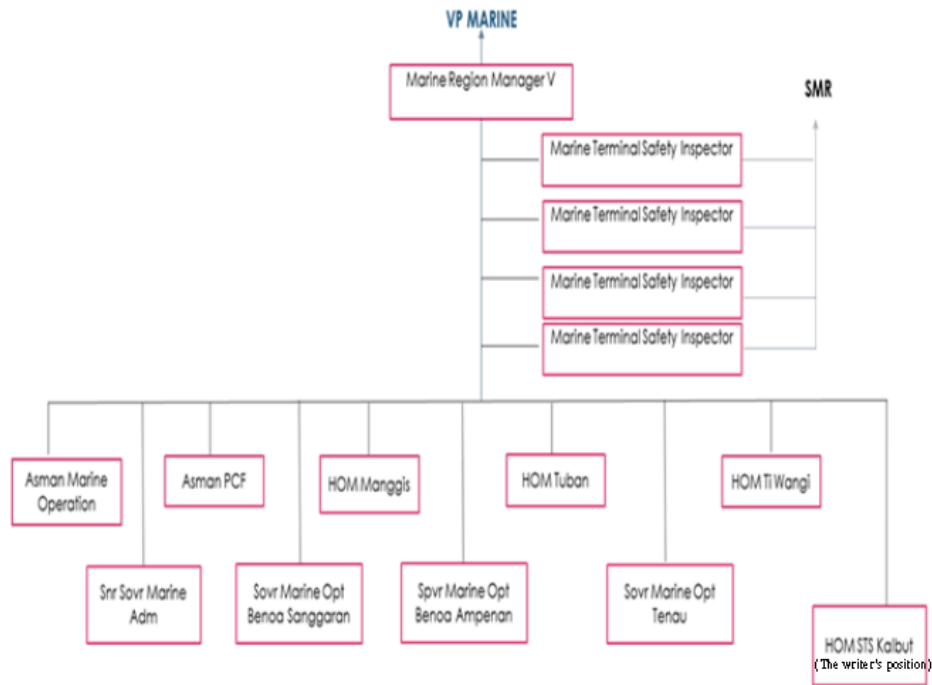 VP MARINE
Marine Region Manager V
SMR
Marine Terminal Safety Inspector
Marine Terminal Safety Inspector
Marine Terminal Safety Inspector
Marine Terminal Safety Inspector
Asman Marine
Operation
Asman PCF
HOM Manggis
HOM Tuban
HOM Ti Wangi
Snr Sovr Marine
Adm
Sovr Marine Opt
Benoa Sanggaran
Spvr Marine Opt
Benoa Ampenan
Sovr Marine Opt
Tenau
HOM STS Kalbut
(The writer's position)